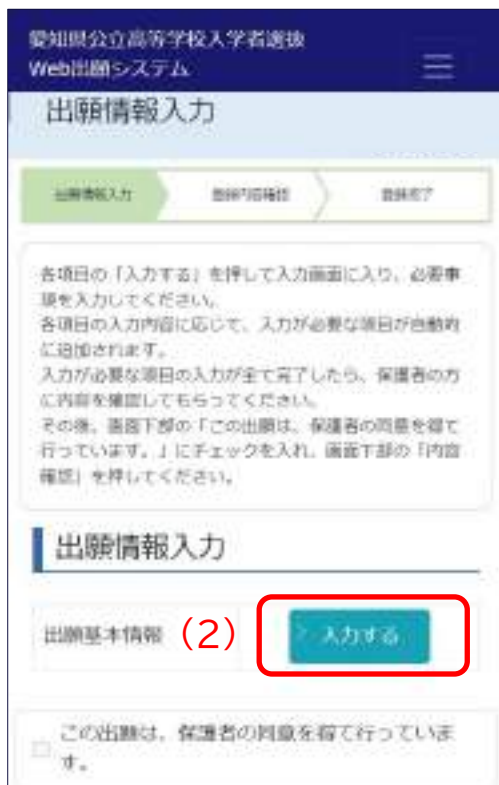 愛知県公立高等学校入学者選抜
Web出願システム
出願情報入力
出願情報入力
登録内容確認
登録完了
各項目の「入力する」を押して入力画面に入り、必要事
項を入力してください。
各項目の入力内容に応じて、入力が必要な項目が自動的
に追加されます。
入力が必要な項目の入力が全て完了したら、保護者の方
に内容を確認してもらってください。
その後、画面下部の「この出願は、保護者の同意を得て
行っています。」にチェックを入れ、画面下部の「内容
確認」を押してください。
出願情報入力
出願基本情報 (2) 入力する
この出願は、保護者の同意を得て行っていま
す。